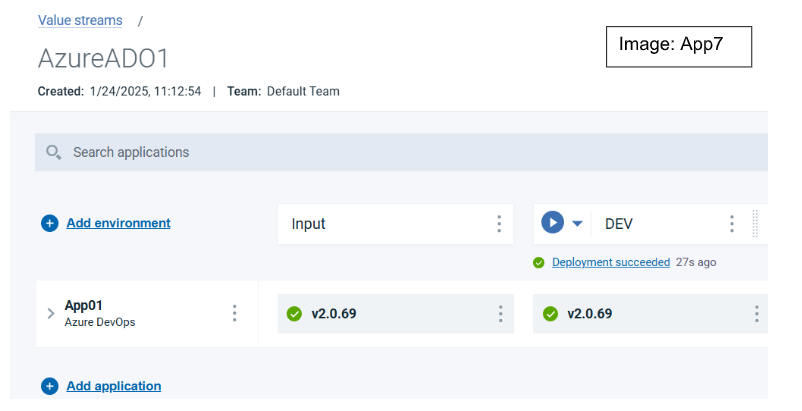 Value streams /
AzureADO1
Image: App7
Created: 1/24/2025, 11:12:54 | Team: Default Team
Search applications
Add environment
Input
DEV
Deployment succeeded 27s ago
App01
Azure DevOps
v2.0.69
v2.0.69
Add application